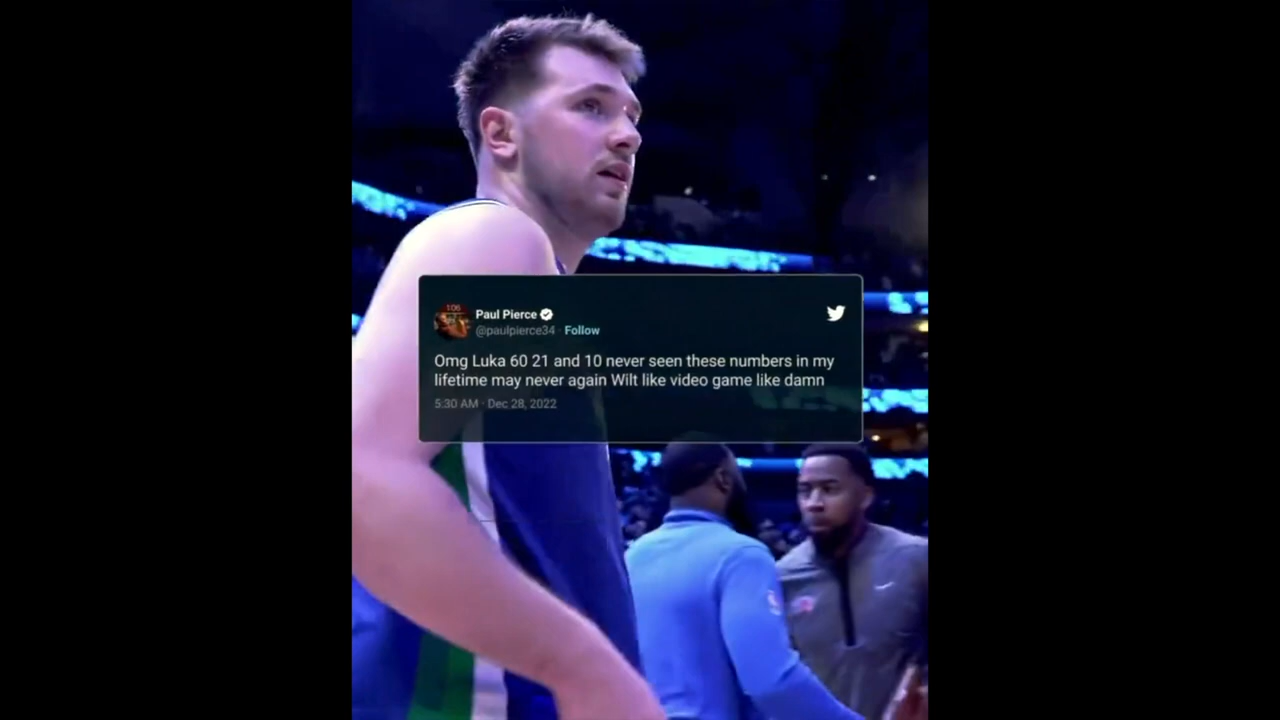 106
Paul Pierce
@paulpierce34 · Follow
Omg Luka 60 21 and 10 never seen these numbers in my
lifetime may never again Wilt like video game like damn
5:30 AM · Dec 28, 2022